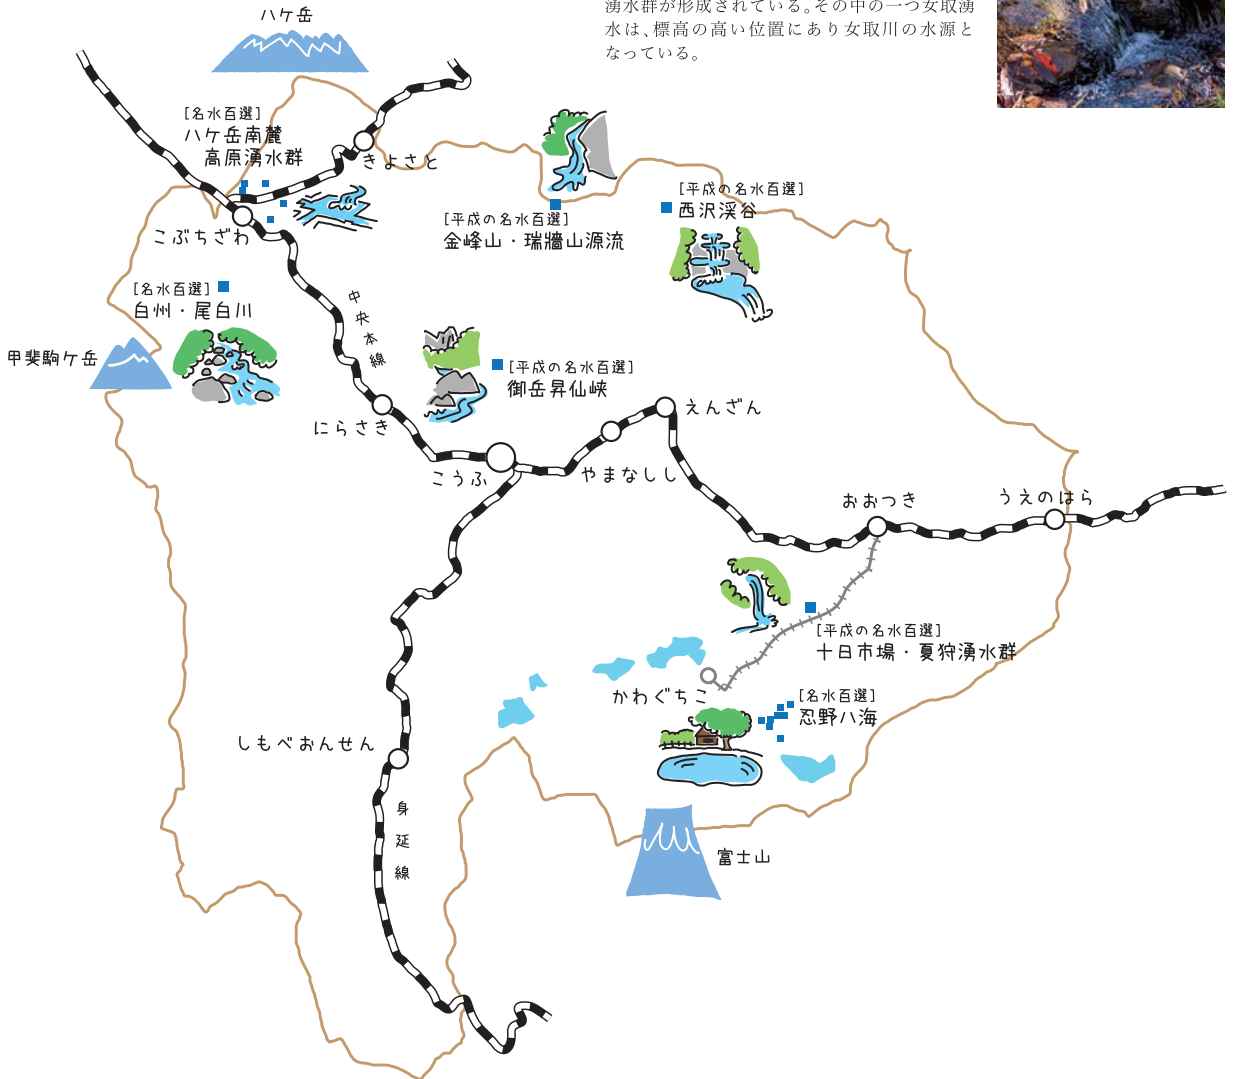 湧水群が形成されている。その中の一つ女取湧
水は、標高の高い位置にあり女取川の水源と
なっている。
八ケ岳
[名水百選]
八ケ岳南麓
高原湧水群
きよさと
こぶちざわ
[平成の名水百選]
金峰山・瑞牆山源流
[平成の名水百選]
西沢渓谷
[名水百選]
白州・尾白川
甲斐駒ケ岳
中央本線
[平成の名水百選]
御岳昇仙峡
にらさき
こうふ
やまなしし
えんざん
おおつき
うえのはら
[平成の名水百選]
十日市場・夏狩湧水群
かわぐちこ
[名水百選]
忍野八海
しもべおんせん
身延線
富士山